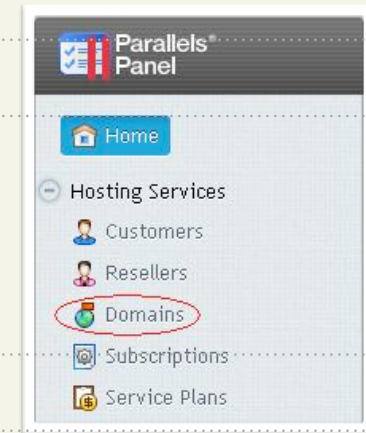 Parallels®
Panel
Home
Hosting Services
Customers
Resellers
Domains
Subscriptions
Service Plans